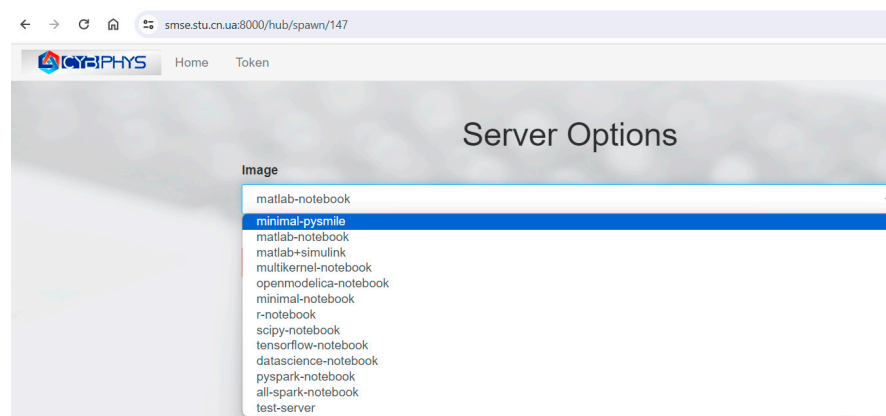 smse.stu.cn.ua:8000/hub/spawn/147
CYBPHYS Home Token
Server Options
Image
matlab-notebook
minimal-pysmile
matlab-notebook
matlab+simulink
multikernel-notebook
openmodelica-notebook
minimal-notebook
r-notebook
scipy-notebook
tensorflow-notebook
datascience-notebook
pyspark-notebook
all-spark-notebook
test-server